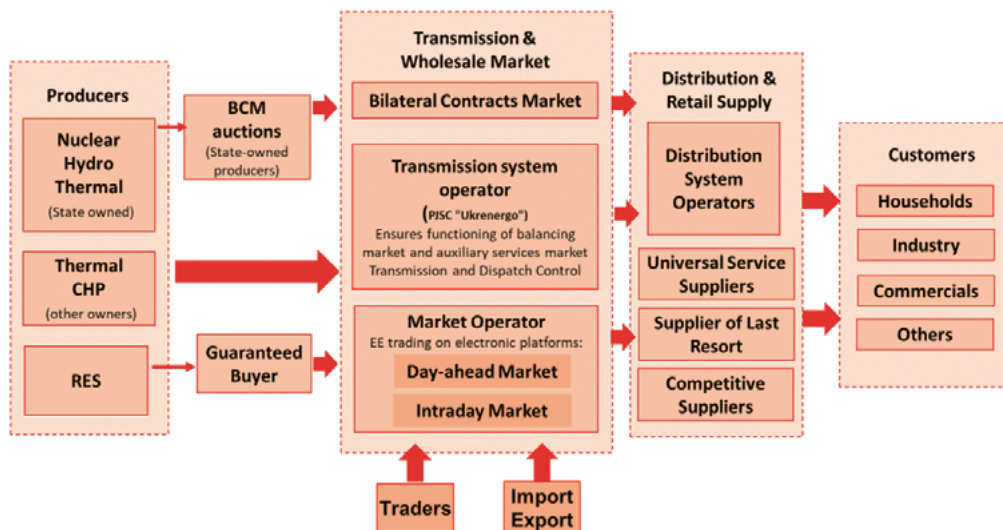 Producers
Nuclear
Hydro
Thermal
(State owned)
Thermal
CHP
(other owners)
RES
BCM
auctions
(State-owned
producers)
Guaranteed
Buyer
Transmission &
Wholesale Market
Bilateral Contracts Market
Transmission system
operator
(PJSC "Ukrenergo")
Ensures functioning of balancing
market and auxiliary services market
Transmission and Dispatch Control
Market Operator
EE trading on electronic platforms:
Day-ahead Market
Intraday Market
Traders
Import
Export
Distribution &
Retail Supply
Distribution
System
Operators
Universal Service
Suppliers
Supplier of Last
Resort
Competitive
Suppliers
Customers
Households
Industry
Commercials
Others